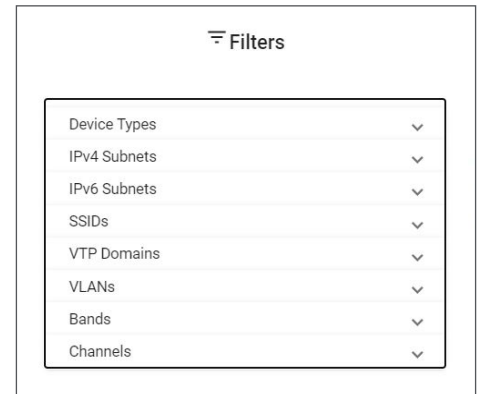 Filters
Device Types
IPv4 Subnets
IPv6 Subnets
SSIDs
VTP Domains
VLANs
Bands
Channels